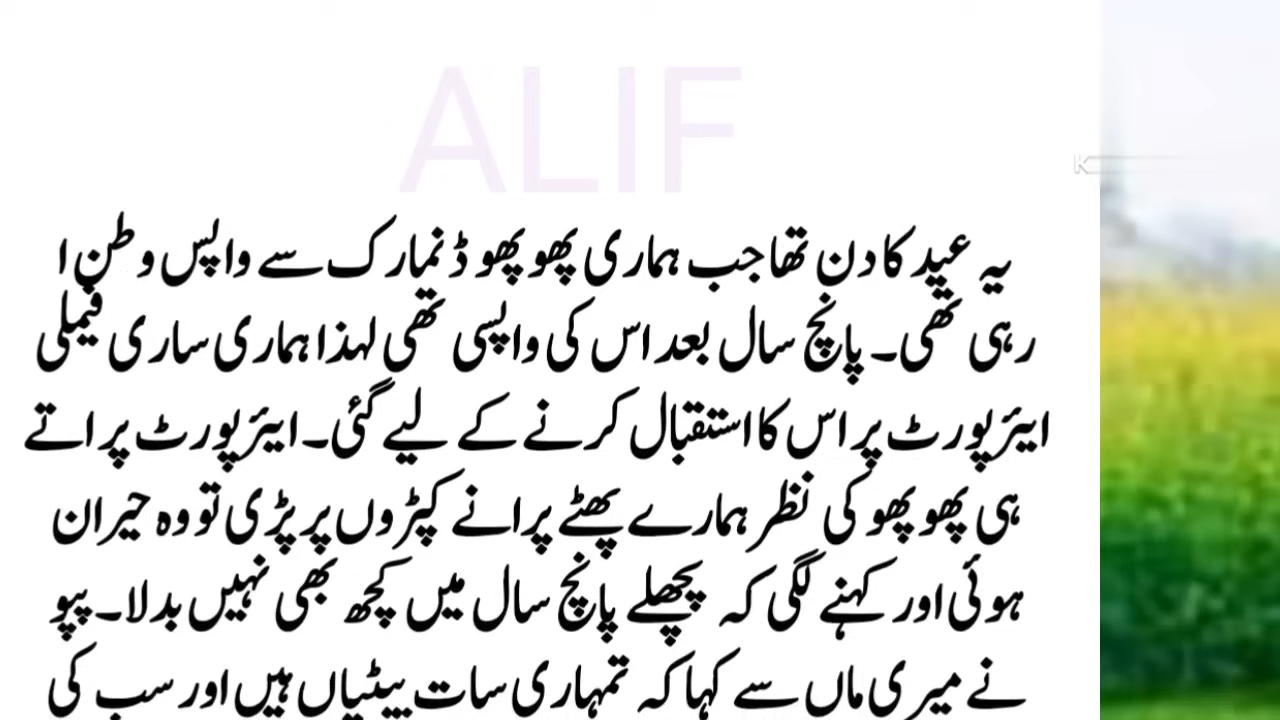 ALIF
K
یہ عید کا دن تھا جب ہماری پھوپھو ڈنمارک سے واپس وطن ا
رہی تھی۔ پانچ سال بعد اس کی واپسی تھی لہذا ہماری ساری فیملی
ایئرپورٹ پر اس کا استقبال کرنے کے لیے گئی۔ ایئرپورٹ پر اتے
ہی پھوپھو کی نظر ہمارے پھٹے پرانے کپڑوں پر پڑی تو وہ حیران
ہوئی اور کہنے لگی کہ پچھلے پانچ سال میں کچھ بھی نہیں بدلا۔ پپو
نے میری ماں سے کہا کہ تمہاری سات بیٹیاں ہیں اور سب کی